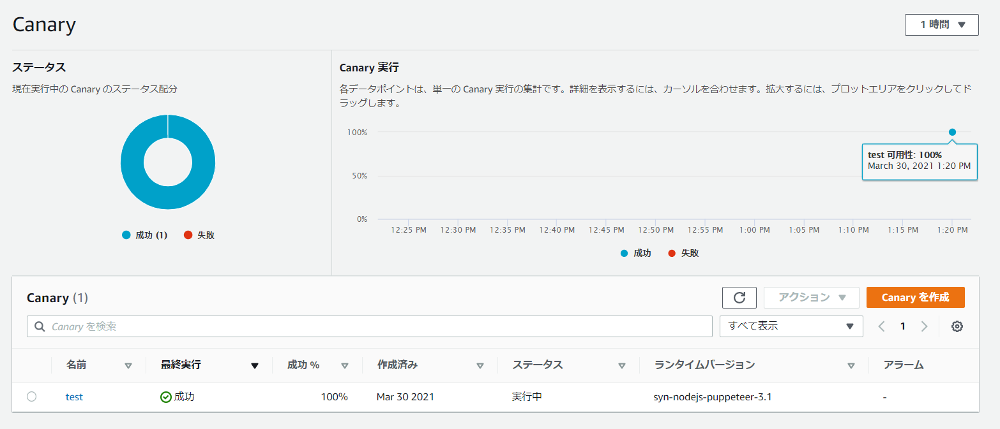 Canary
1 時間
ステータス
現在実行中の Canary のステータス配分
成功 (1)
失敗
Canary 実行
各データポイントは、単一の Canary 実行の集計です。詳細を表示するには、カーソルを合わせます。拡大するには、プロットエリアをクリックしてド
ラッグします。
100%
50%
0%
test 可用性: 100%
March 30, 2021 1:20 PM
12:25 PM 12:30 PM 12:35 PM 12:40 PM 12:45 PM 12:50 PM 12:55 PM 1:00 PM 1:05 PM 1:10 PM 1:15 PM 1:20 PM
成功 失敗
Canary (1)
アクション
Canary を作成
Canary を検索
すべて表示
1
名前 最終実行 成功 % 作成済み ステータス ランタイムバージョン アラーム
test 成功 100% Mar 30 2021 実行中 syn-nodejs-puppeteer-3.1 -